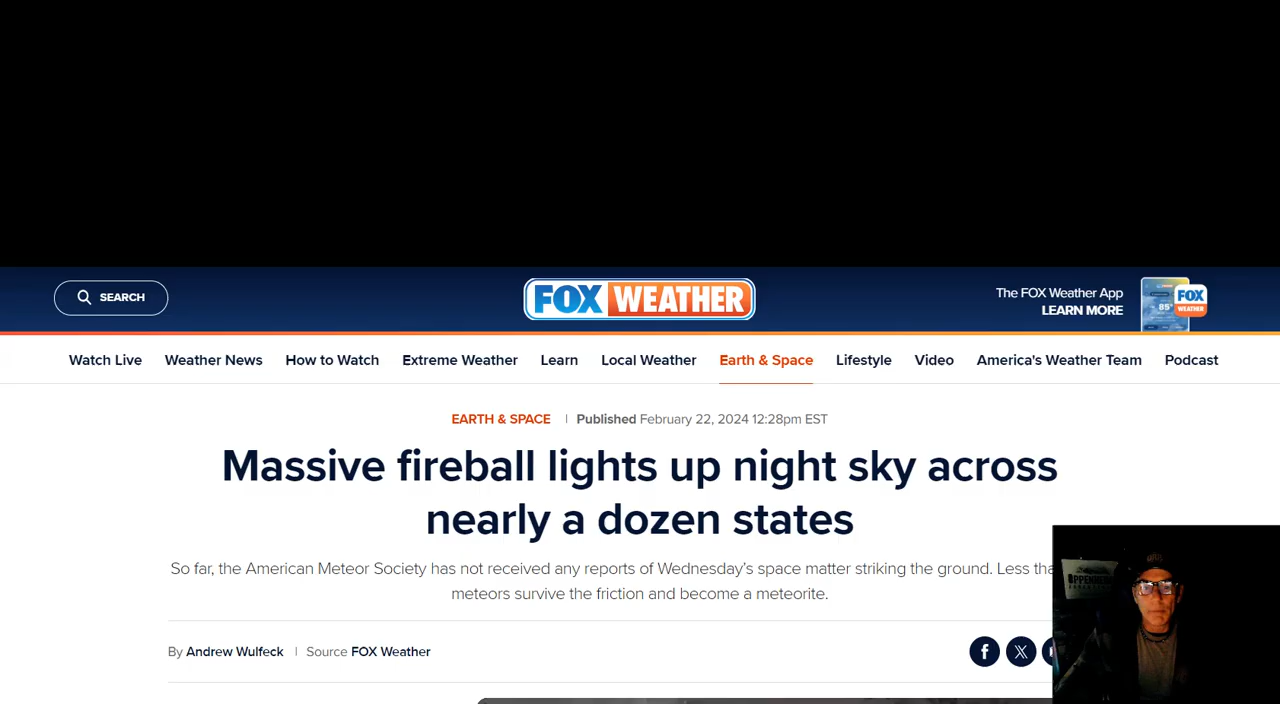 SEARCH
FOX WEATHER
The FOX Weather App
LEARN MORE
85°
FOX
WEATHER
Watch Live Weather News How to Watch Extreme Weather Learn Local Weather Earth & Space Lifestyle Video America's Weather Team Podcast
EARTH & SPACE | Published February 22, 2024 12:28pm EST
Massive fireball lights up night sky across
nearly a dozen states
So far, the American Meteor Society has not received any reports of Wednesday's space matter striking the ground. Less
meteors survive the friction and become a meteorite.
By Andrew Wulfeck | Source FOX Weather